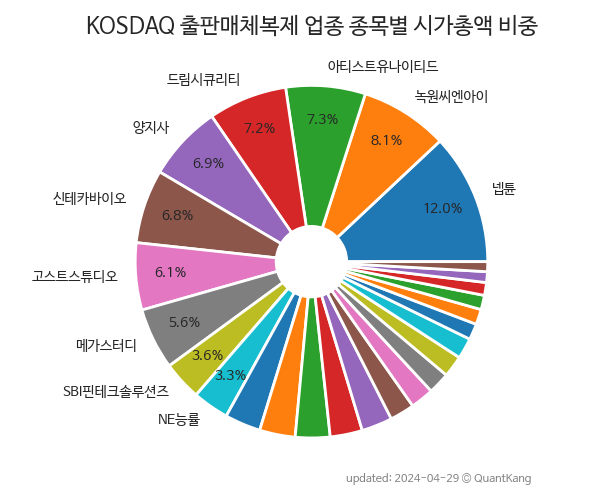 KOSDAQ 출판매체복제 업종 종목별 시가총액 비중
아티스트유나이티드
드림시큐리티
녹원씨엔아이
7.3%
7.2%
8.1%
양지사
6.9%
넵튠
12.0%
신테카바이오
6.8%
고스트스튜디오
6.1%
5.6%
메가스터디
3.6%
3.3%
SBI핀테크솔루션즈
NE능률
updated: 2024-04-29 © QuantKang